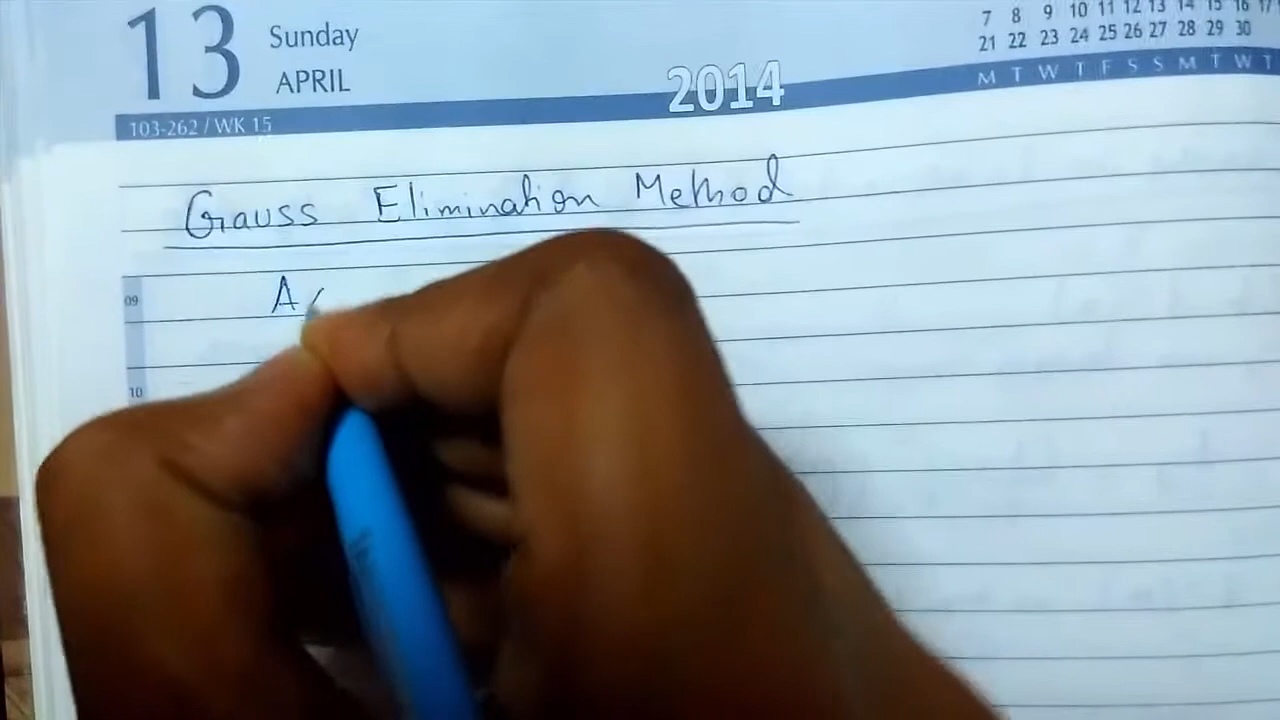 13 Sunday
APRIL
2014
7 8 9 10 11 12 13 14 15 16 17
21 22 23 24 25 26 27 28 29 30
M T W T F S S M T W T
103-262 / WK 15
Gauss Elimination Method
09
A
10